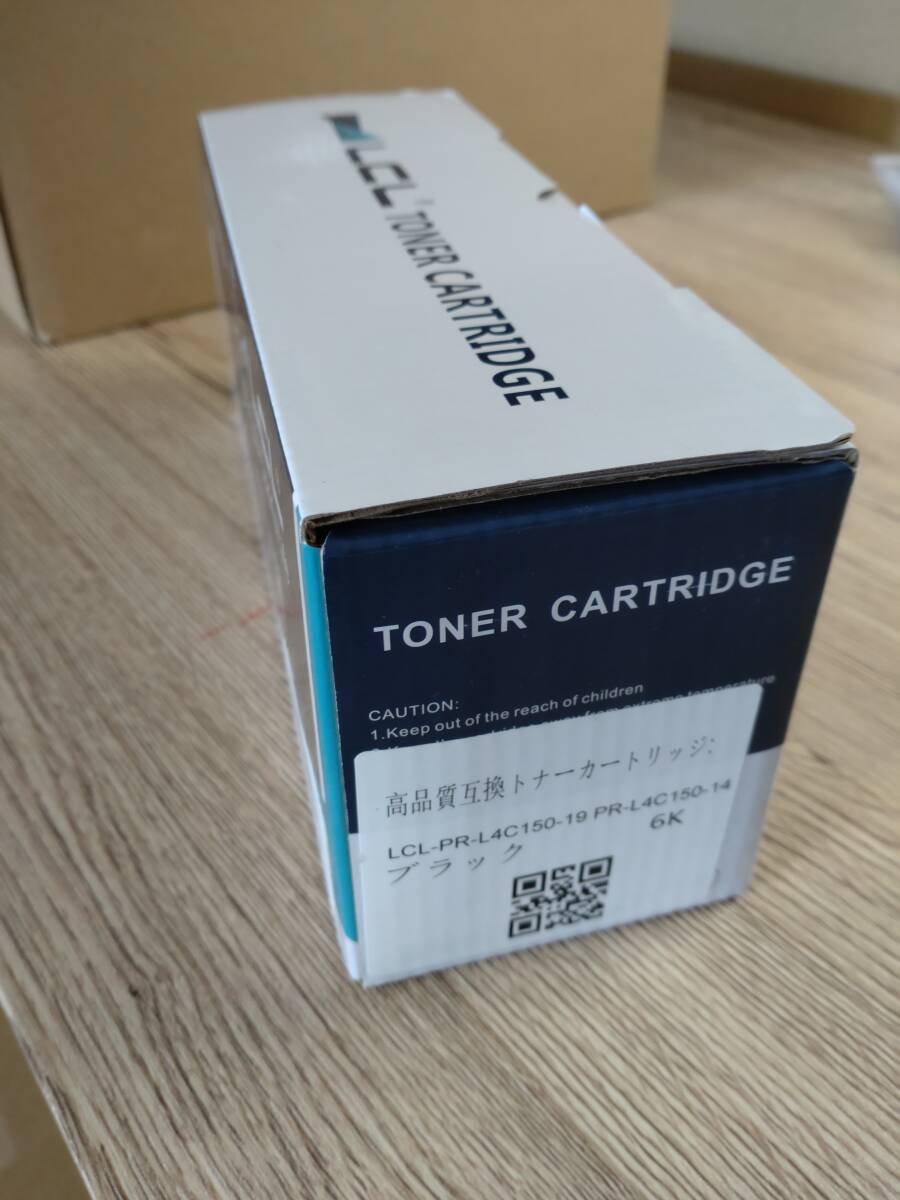 LCL TONER CARTRIDGE
TONER CARTRIDGE
CAUTION:
1.Keep out of the reach of children
高品質互換トナーカートリッジ:
LCL-PR-L4C150-19 PR-L4C150-14
ブラック 6K